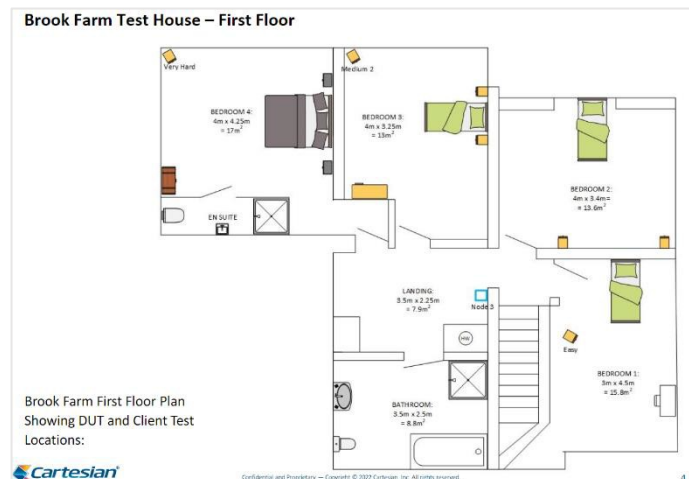 Brook Farm Test House – First Floor
Very Hard
Medium 2
BEDROOM 4:
4m x 4.25m
= 17m²
BEDROOM 3:
4m x 3.25m
= 13m²
BEDROOM 2:
4m x 3.4m=
= 13.6m²
EN SUITE
LANDING:
3.5m x 2.25m
= 7.9m²
Node 3
HW
Easy
BEDROOM 1:
3m x 4.5m
= 15.8m²
BATHROOM:
3.5m x 2.5m
= 8.8m²
Brook Farm First Floor Plan
Showing DUT and Client Test
Locations:
Cartesian
Confidential and Proprietary — Copyright © 2022 Cartesian, Inc. All rights reserved.
4